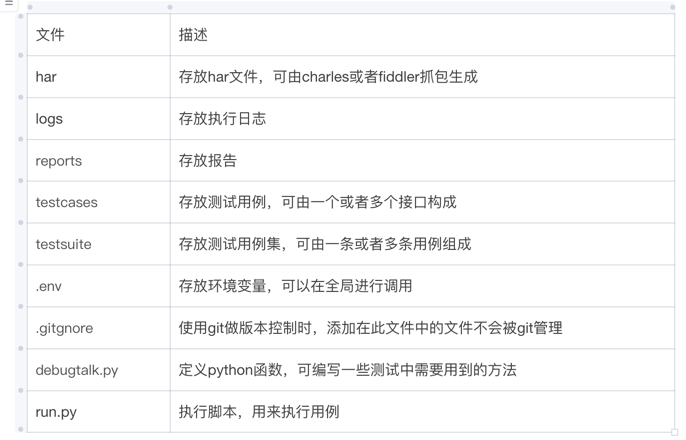 文件 描述
har 存放har文件，可由charles或者fiddler抓包生成
logs 存放执行日志
reports 存放报告
testcases 存放测试用例，可由一个或者多个接口构成
testsuite 存放测试用例集，可由一条或者多条用例组成
.env 存放环境变量，可以在全局进行调用
.gitgnore 使用git做版本控制时，添加在此文件中的文件不会被git管理
debugtalk.py 定义python函数，可编写一些测试中需要用到的方法
run.py 执行脚本，用来执行用例